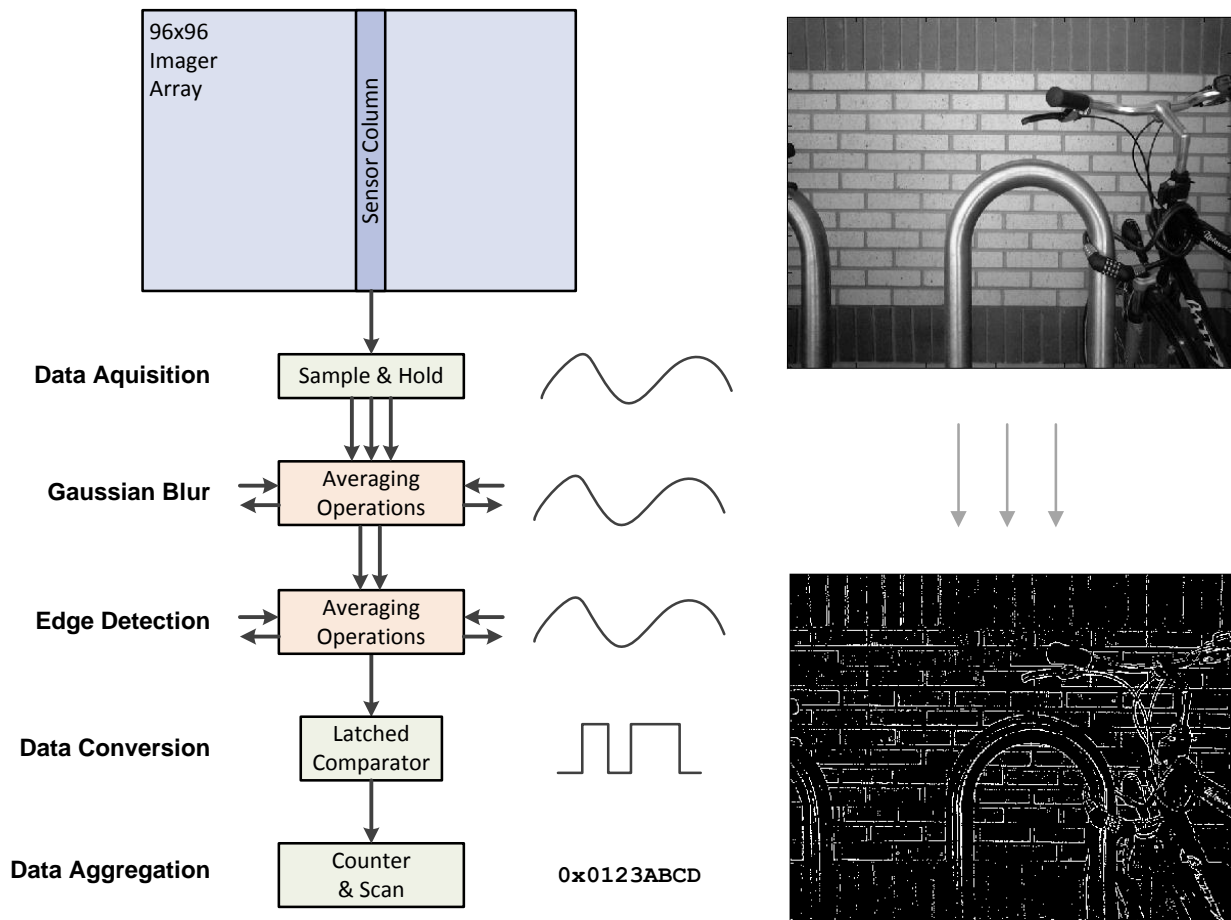 96x96
Imager
Array
Sensor Column
Data Aquisition
Sample & Hold
Gaussian Blur
Averaging
Operations
Edge Detection
Averaging
Operations
Data Conversion
Latched
Comparator
Data Aggregation
Counter
& Scan
0x0123ABCD